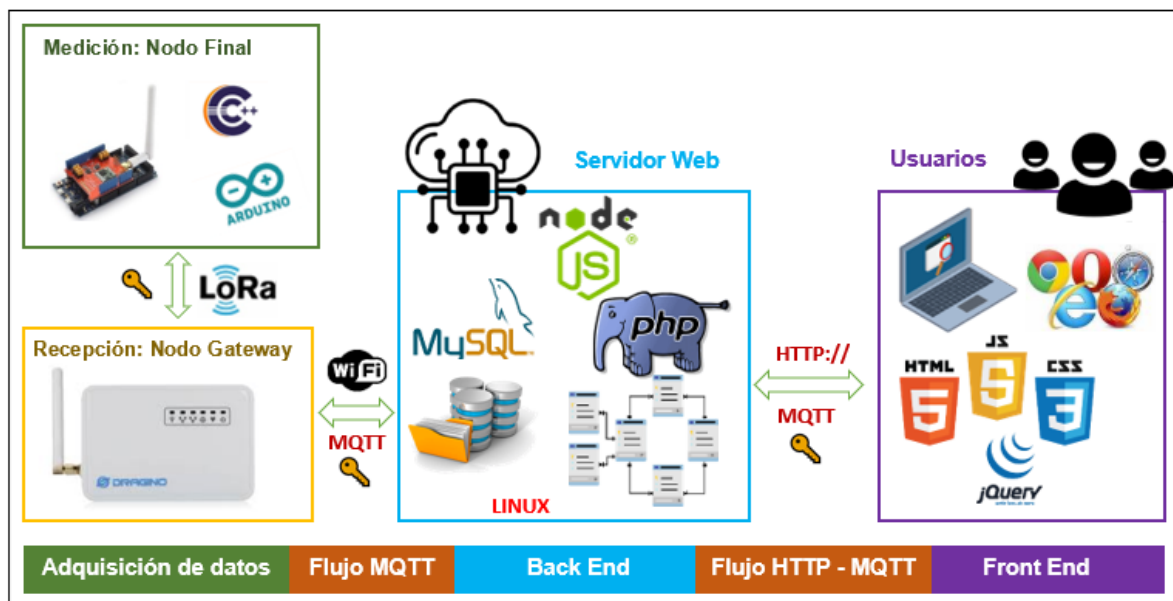 Medición: Nodo Final
C++
ARDUINO
LoRa
Recepción: Nodo Gateway
DRAGINO
WiFi
MQTT
Servidor Web
node
JS
MySQL
php
LINUX
HTTP://
MQTT
Usuarios
HTML
5
JS
5
CSS
3
jQuery
Adquisición de datos
Flujo MQTT
Back End
Flujo HTTP - MQTT
Front End